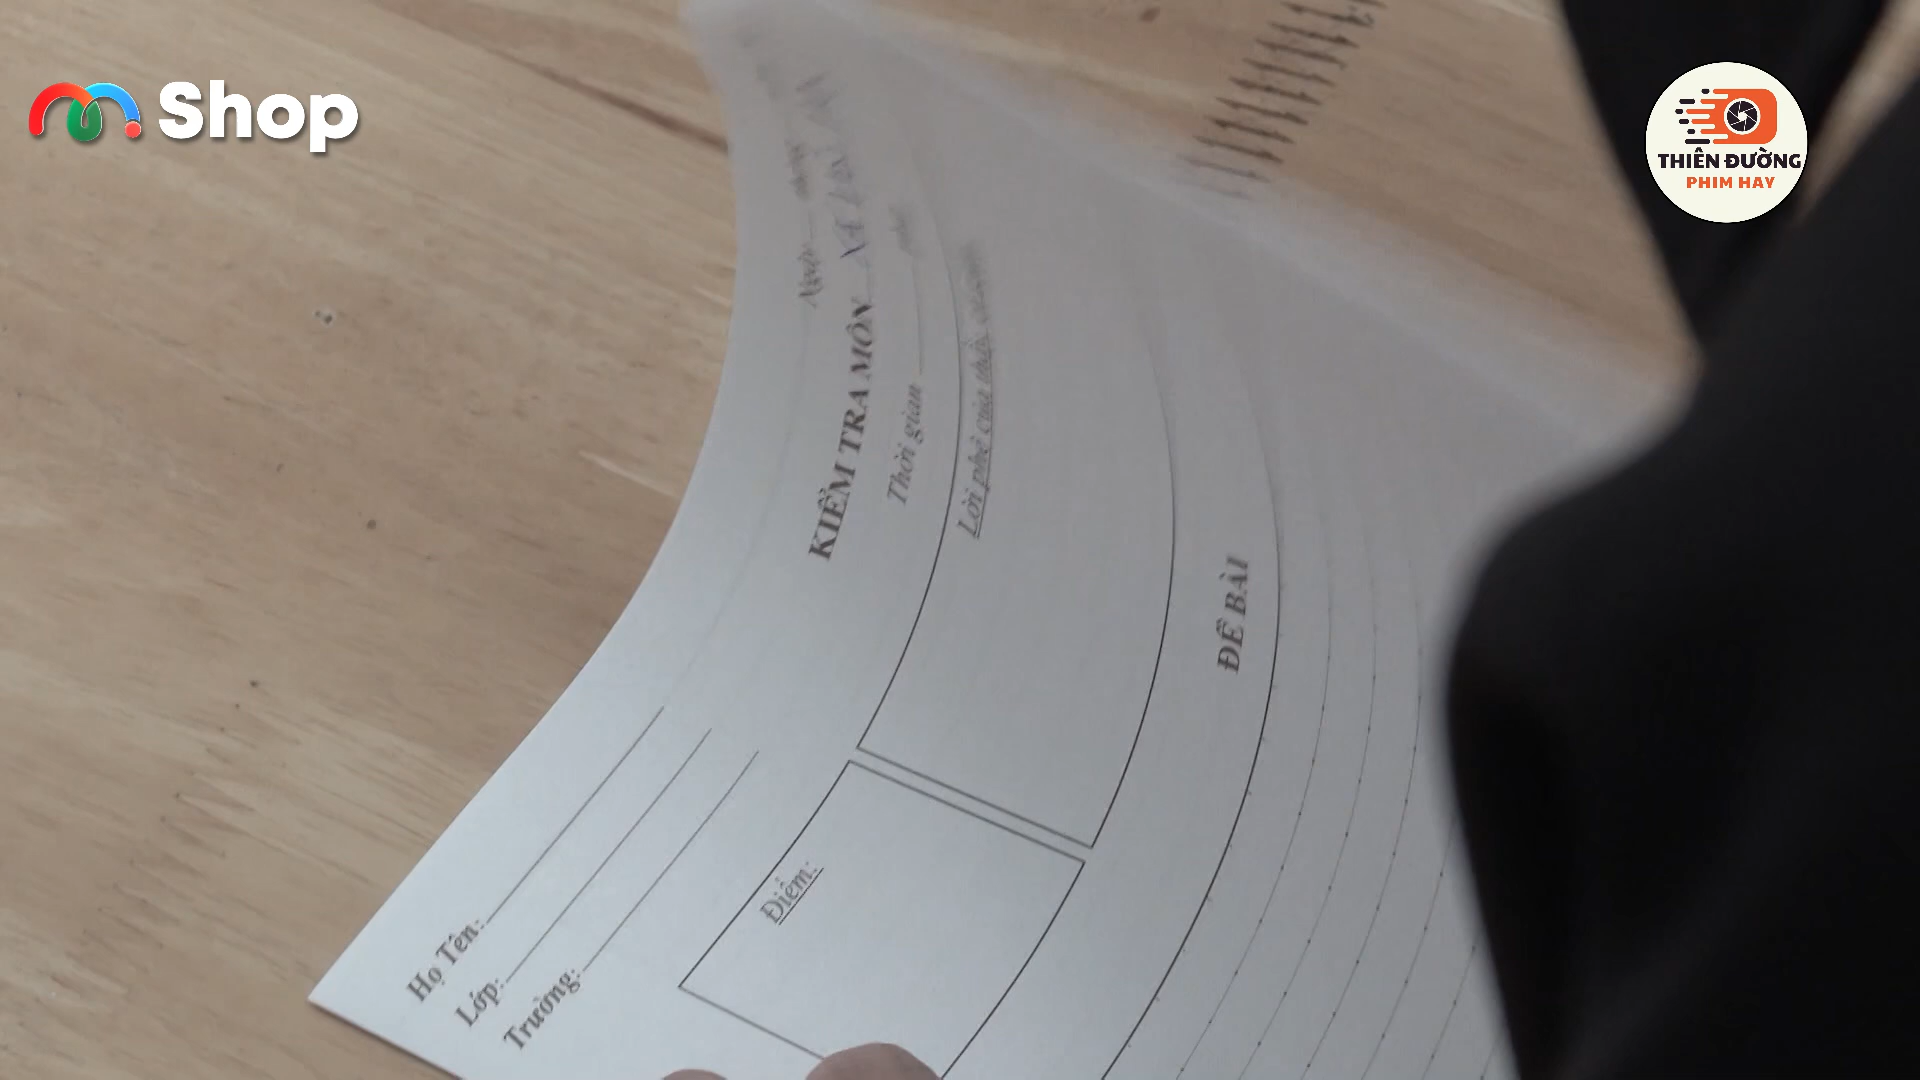 Shop
THIÊN ĐƯỜNG
PHIM HAY
Họ Tên:
Lớp:
Trường:
KIỂM TRA MÔN
Thời gian
Điểm:
Lời phê của thầy
ĐỀ BÀI